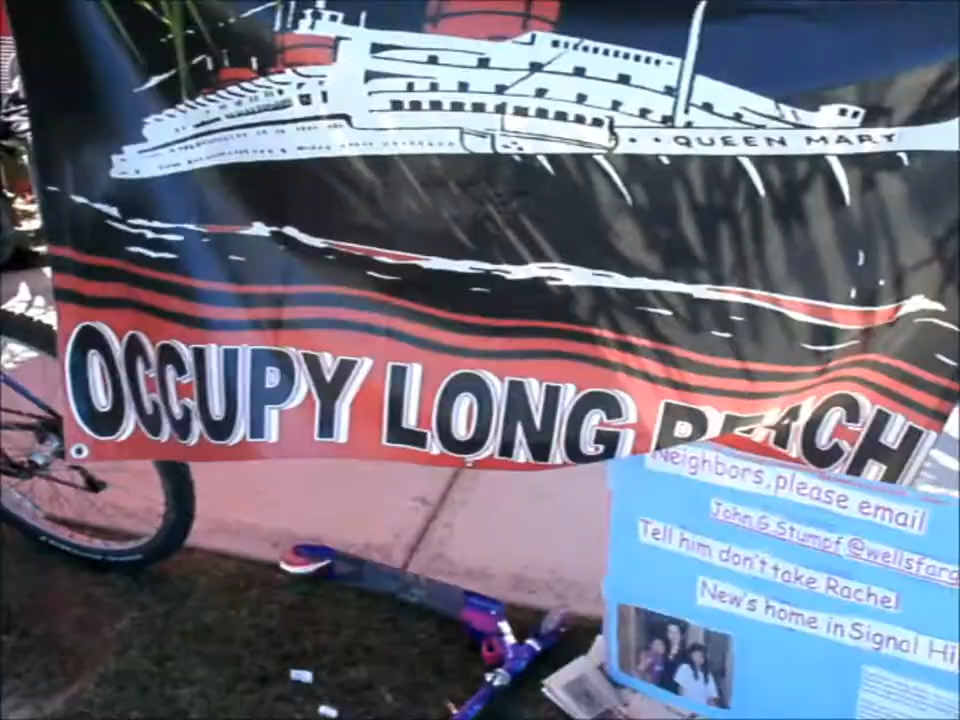 QUEEN MARY
OCCUPY LONG BEACH
Neighbors, please email
John.G.Stumpf@wellsfarg
Tell him don't take Rachel
New's home in Signal Hi